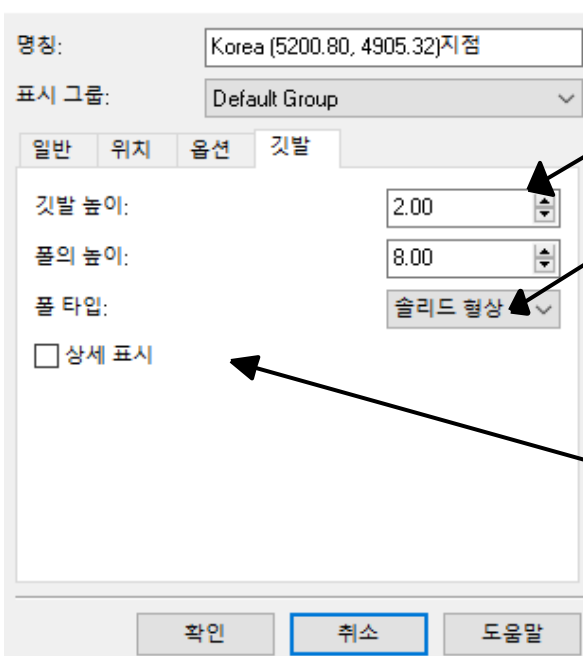 명칭: Korea (5200.80, 4905.32)지점
표시 그룹: Default Group
일반 위치 옵션 깃발
깃발 높이: 2.00
폴의 높이: 8.00
폴 타입: 솔리드 형상
상세 표시
확인 취소 도움말